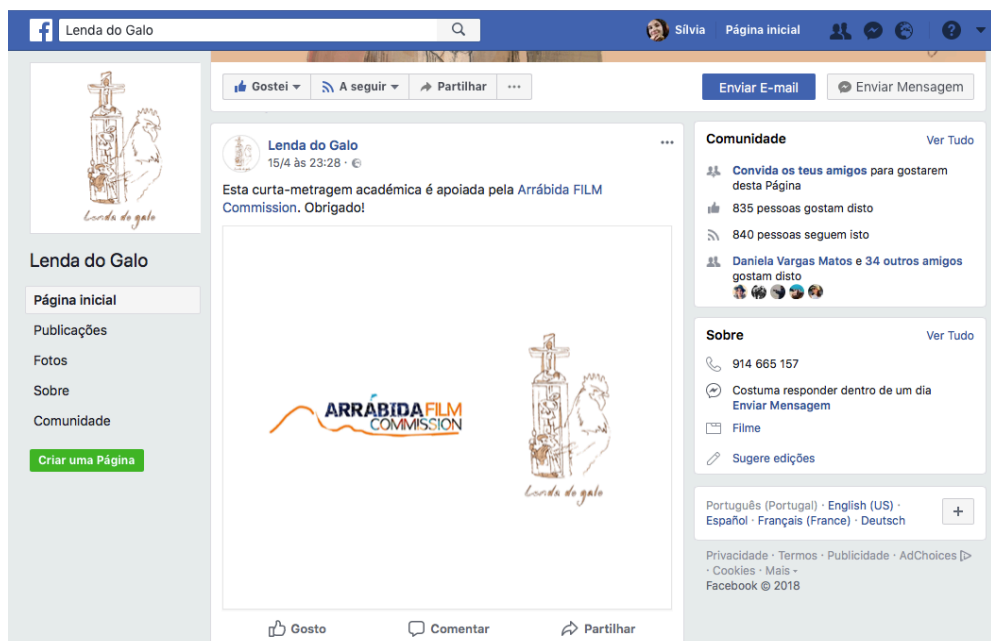 Lenda do Galo
Sílvia
Página inicial
Lenda do galo
Lenda do Galo
Página inicial
Publicações
Fotos
Sobre
Comunidade
Criar uma Página
Gostei
A seguir
Partilhar
...
Enviar E-mail
Enviar Mensagem
Lenda do Galo
15/4 às 23:28 ·
Esta curta-metragem académica é apoiada pela Arrábida FILM
Commission. Obrigado!
ARRÁBIDA FILM
COMMISSION
Lenda do galo
Gosto
Comentar
Partilhar
Comunidade
Ver Tudo
Convida os teus amigos para gostarem
desta Página
835 pessoas gostam disto
840 pessoas seguem isto
Daniela Vargas Matos e 34 outros amigos
gostam disto
Sobre
Ver Tudo
914 665 157
Costuma responder dentro de um dia
Enviar Mensagem
Filme
Sugere edições
Português (Portugal) · English (US) ·
Español · Français (France) · Deutsch
+
Privacidade · Termos · Publicidade · AdChoices
· Cookies · Mais
Facebook © 2018